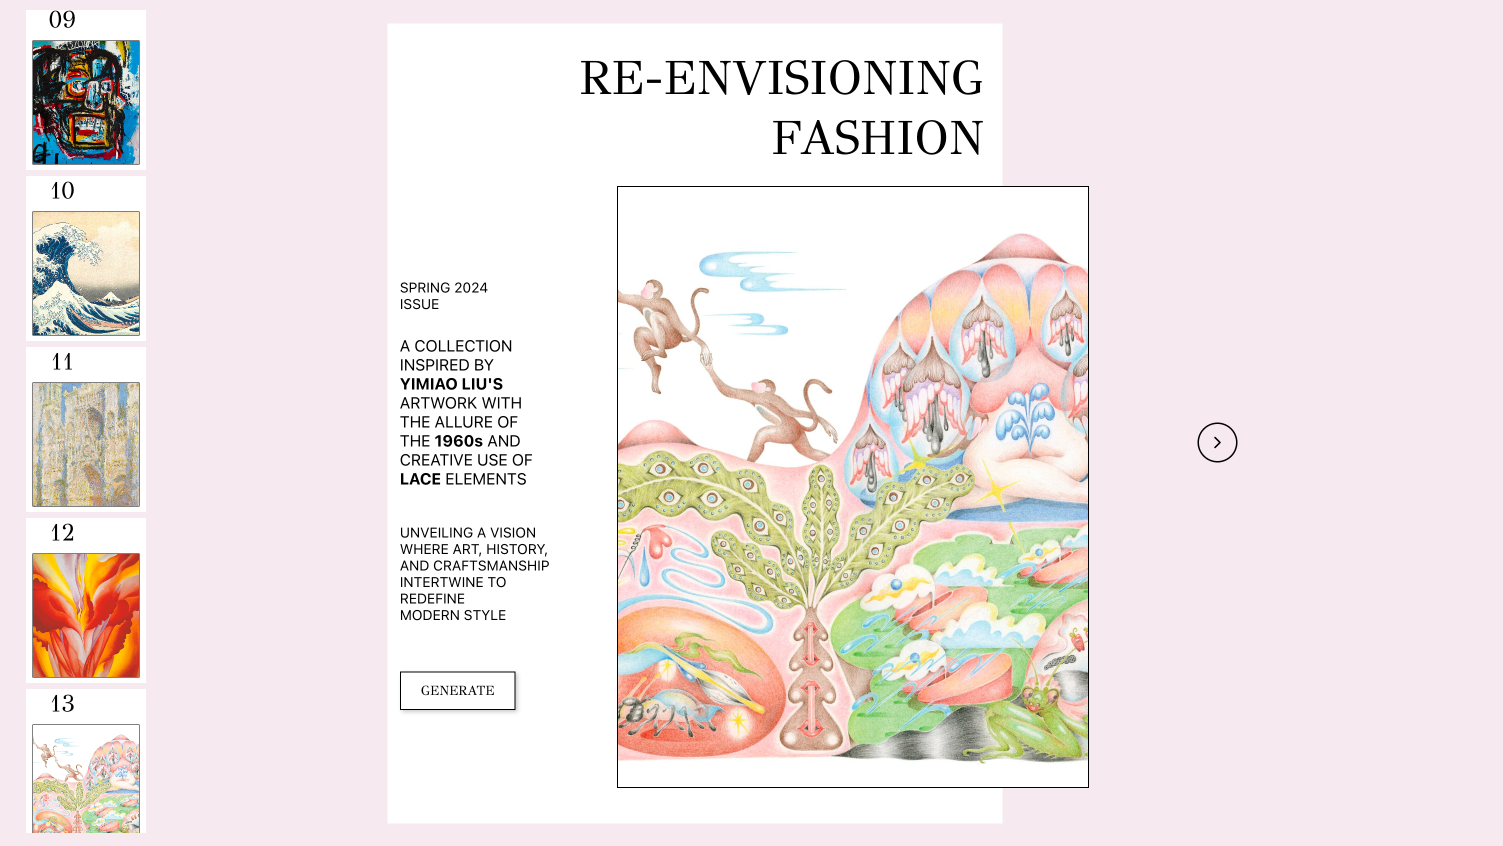 09
10
11
12
13
RE-ENVISIONING
FASHION
SPRING 2024
ISSUE
A COLLECTION
INSPIRED BY
YIMIAO LIU'S
ARTWORK WITH
THE ALLURE OF
THE 1960s AND
CREATIVE USE OF
LACE ELEMENTS
UNVEILING A VISION
WHERE ART, HISTORY,
AND CRAFTSMANSHIP
INTERTWINE TO
REDEFINE
MODERN STYLE
GENERATE